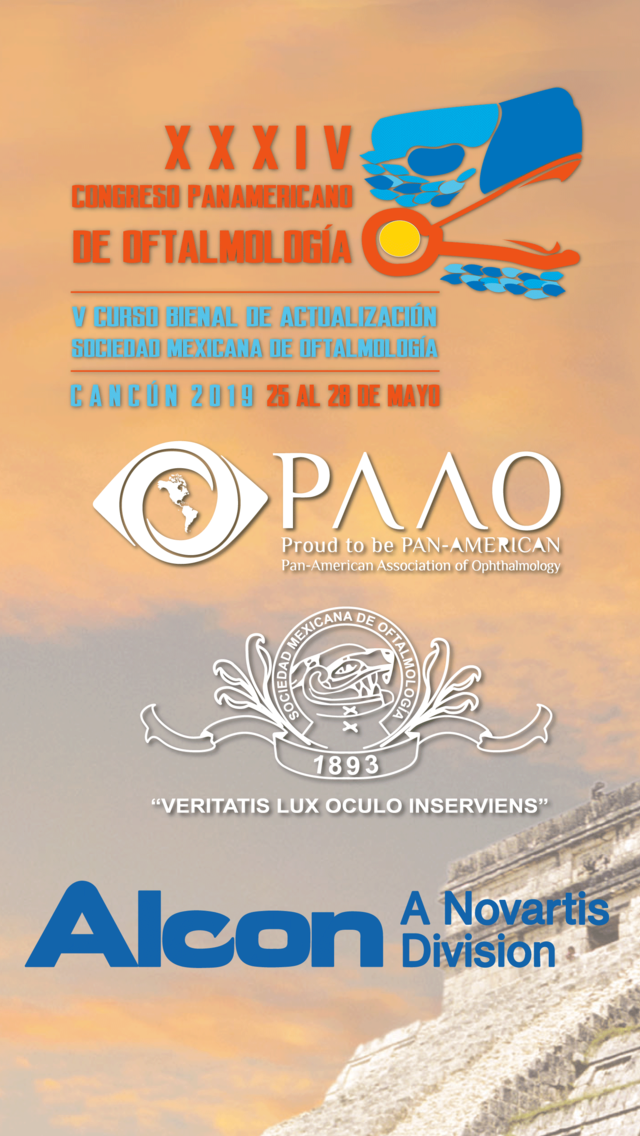 XXXIV
CONGRESO PANAMERICANO
DE OFTALMOLOGÍA
V CURSO BIENAL DE ACTUALIZACIÓN
SOCIEDAD MEXICANA DE OFTALMOLOGÍA
CANCÚN 2019 25 AL 28 DE MAYO
PAAO
Proud to be PAN-AMERICAN
Pan-American Association of Ophthalmology
SOCIEDAD MEXICANA DE OFTALMOLOGÍA
1893
“VERITATIS LUX OCULO INSERVIENS”
Alcon
A Novartis
Division